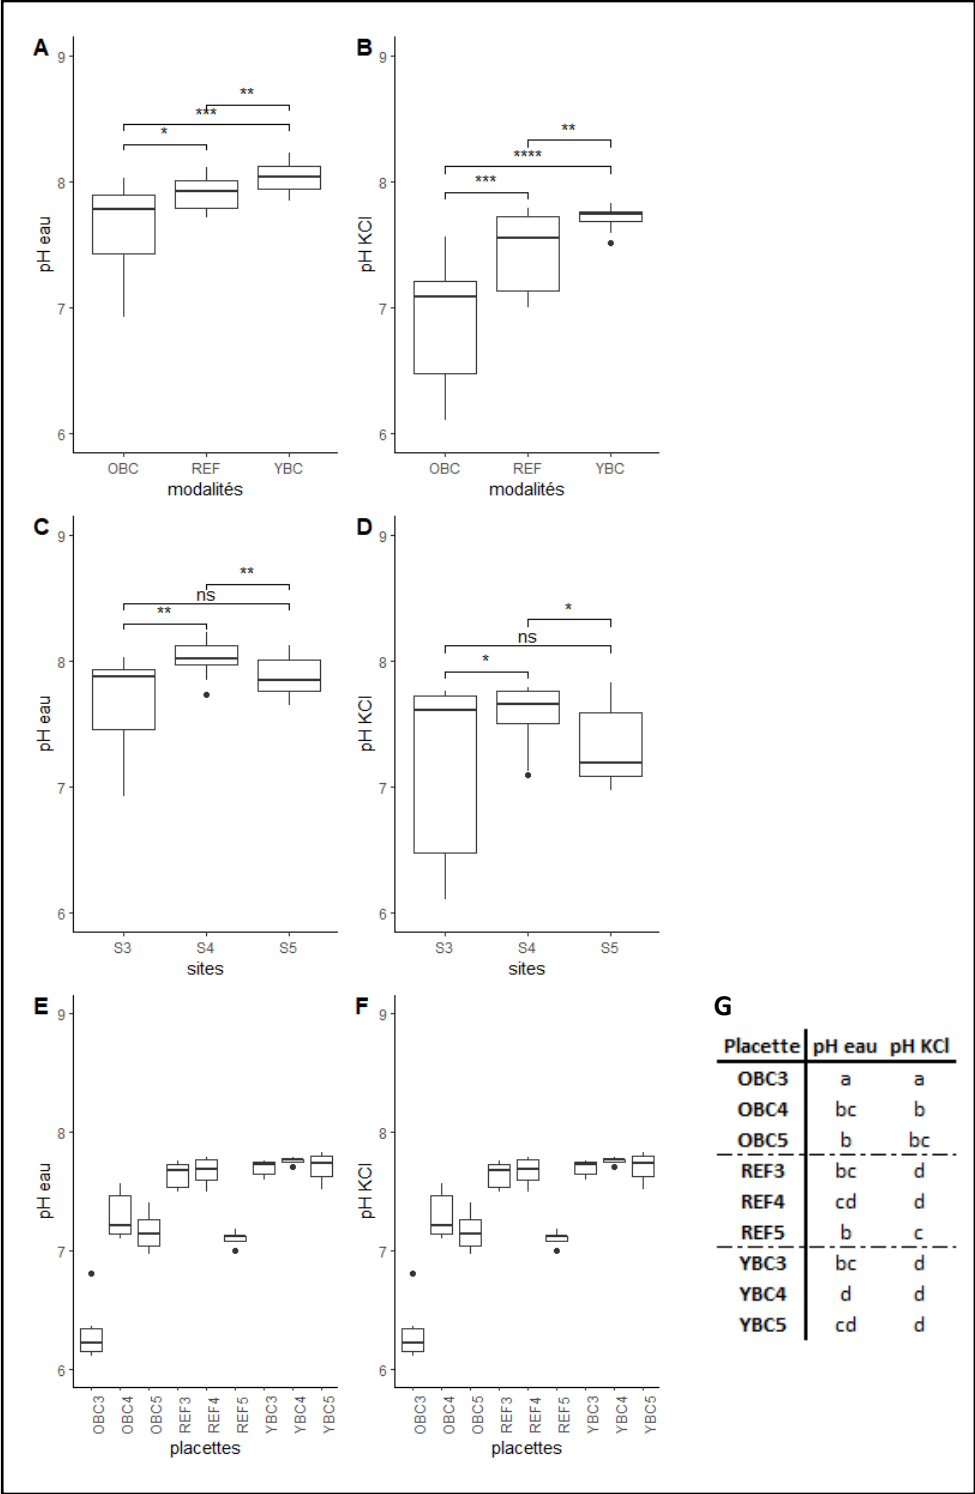 A
9
8
7
6
pH eau
*
***
**
OBC REF YBC
modalités
B
9
8
7
6
pH KCl
***
****
**
OBC REF YBC
modalités
C
9
8
7
6
pH eau
**
ns
**
S3 S4 S5
sites
D
9
8
7
6
pH KCl
*
ns
*
S3 S4 S5
sites
E
9
8
7
6
pH eau
OBC3 OBC4 OBC5 REF3 REF4 REF5 YBC3 YBC4 YBC5
placettes
F
9
8
7
6
pH KCl
OBC3 OBC4 OBC5 REF3 REF4 REF5 YBC3 YBC4 YBC5
placettes
G
Placette pH eau pH KCl
OBC3 a a
OBC4 bc b
OBC5 b bc
REF3 bc d
REF4 cd d
REF5 b c
YBC3 bc d
YBC4 d d
YBC5 cd d